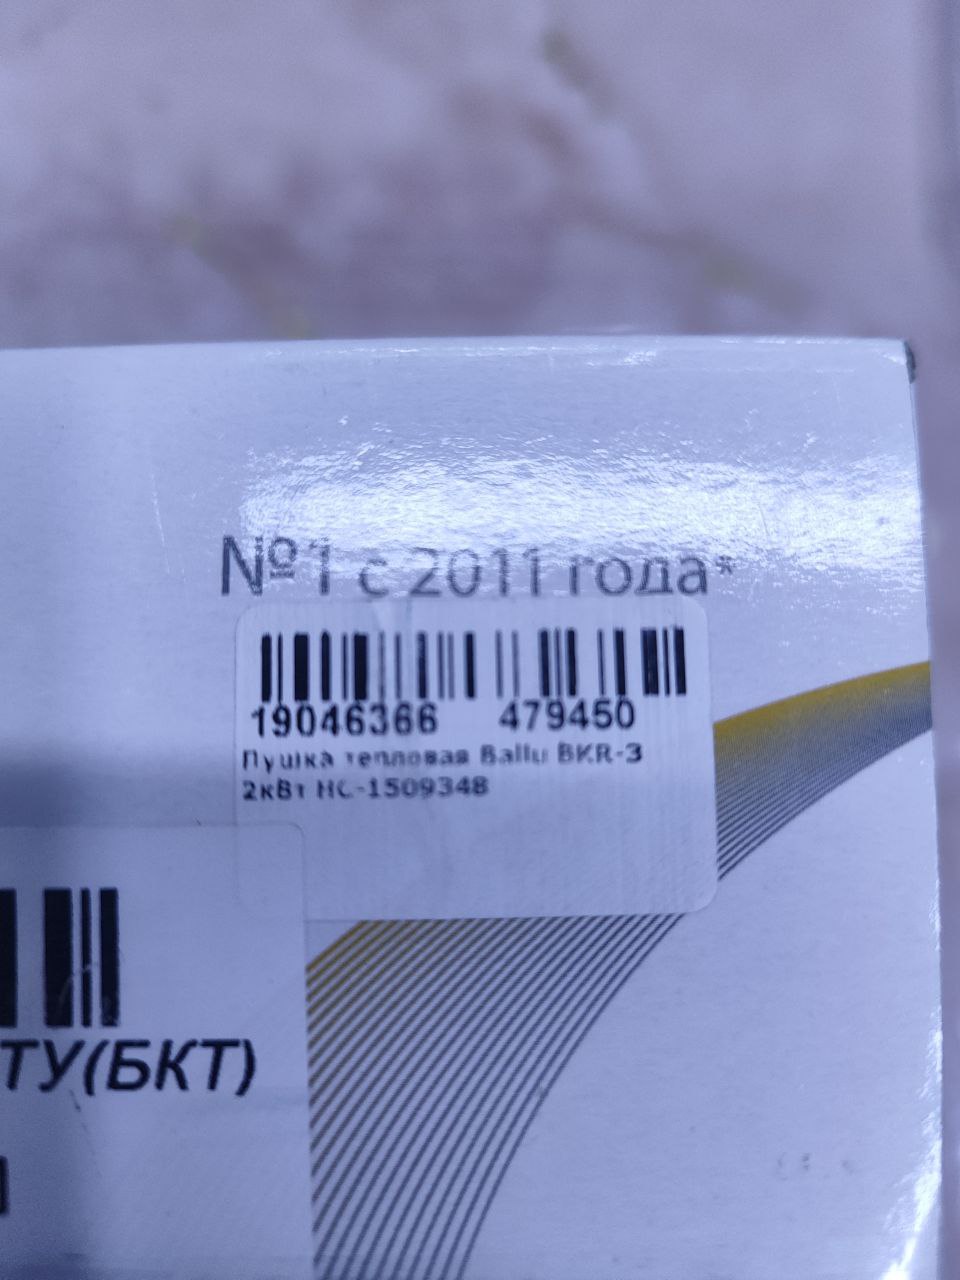 №1 с 2011 года*
19046366 479450
Пушка тепловая Ballu BKR-3
2кВт НС-1509348
ТУ(БКТ)